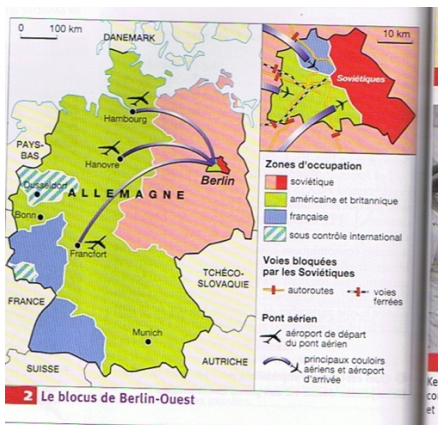 0 100 km
DANEMARK
10 km
Soviétiques
Hambourg
PAYS-
BAS
Hanovre
Berlin
Düsseldorf
ALLEMAGNE
Bonn
Francfort
TCHÉCO-
SLOVAQUIE
FRANCE
Munich
SUISSE
AUTRICHE
Zones d'occupation
soviétique
américaine et britannique
française
sous contrôle international
Voies bloquées
par les Soviétiques
autoroutes
voies
ferrées
Pont aérien
aéroport de départ
du pont aérien
principaux couloirs
aériens et aéroport
d'arrivée
2 Le blocus de Berlin-Ouest
Ke
co
et